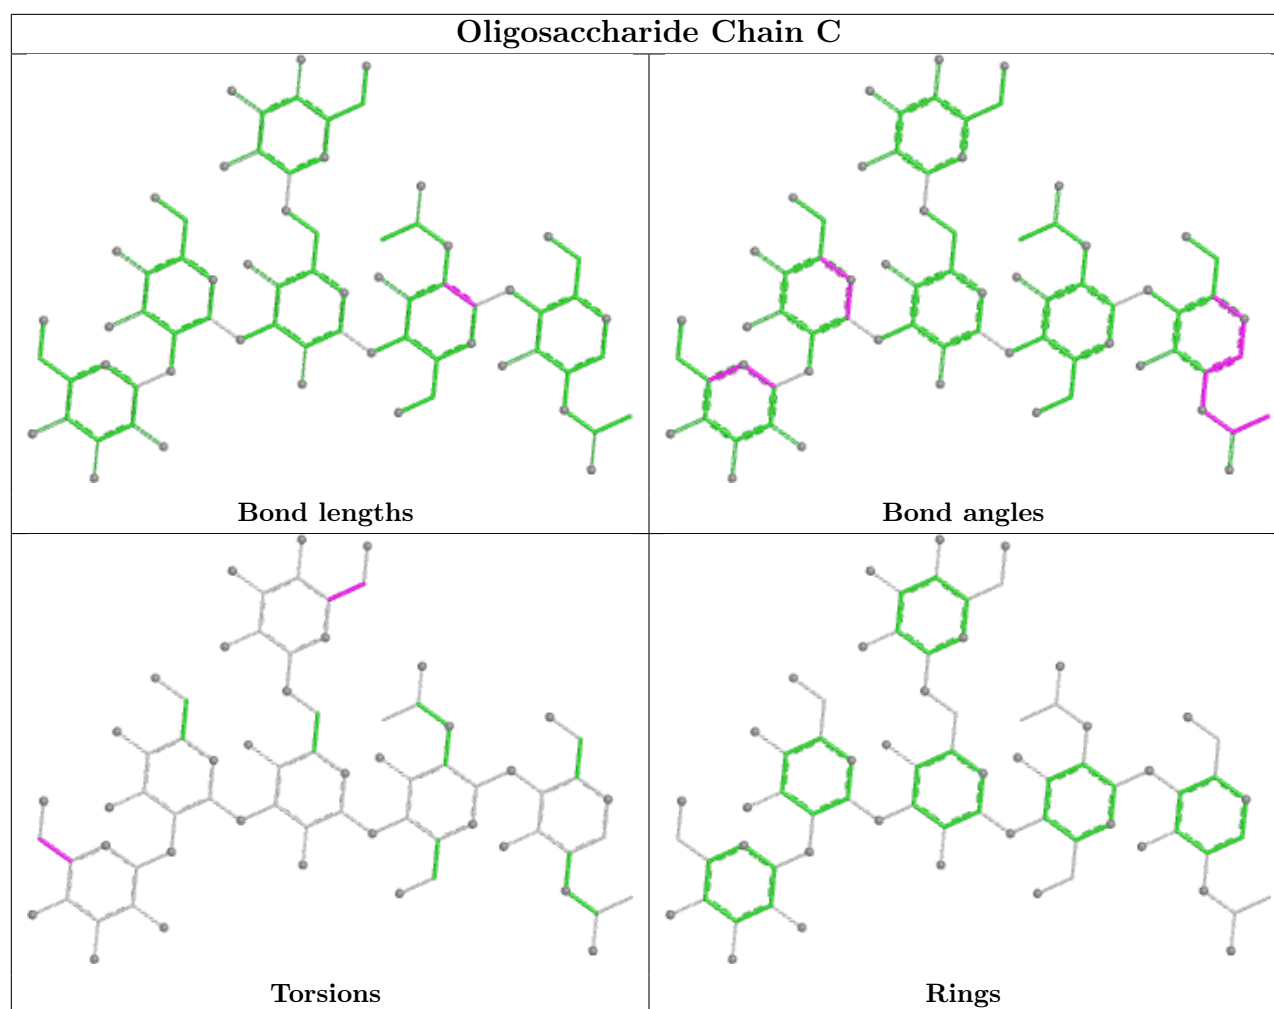 Oligosaccharide Chain C
Bond lengths
Bond angles
Torsions
Rings